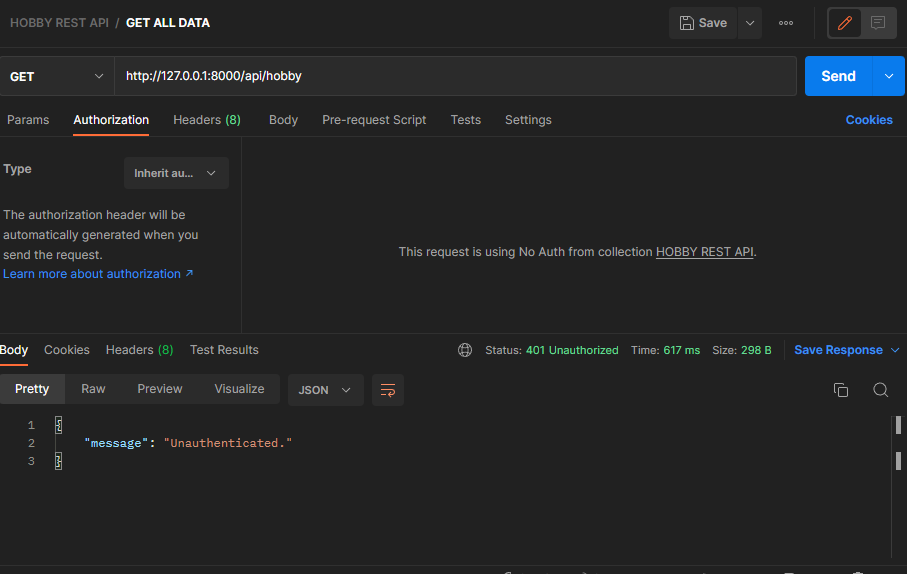 HOBBY REST API / GET ALL DATA Save
GET http://127.0.0.1:8000/api/hobby Send
Params Authorization Headers (8) Body Pre-request Script Tests Settings Cookies
Type Inherit au...
The authorization header will be
automatically generated when you
send the request.
Learn more about authorization ↗
This request is using No Auth from collection HOBBY REST API.
Body Cookies Headers (8) Test Results Status: 401 Unauthorized Time: 617 ms Size: 298 B Save Response
Pretty Raw Preview Visualize JSON
1 {
2 "message": "Unauthenticated."
3 }